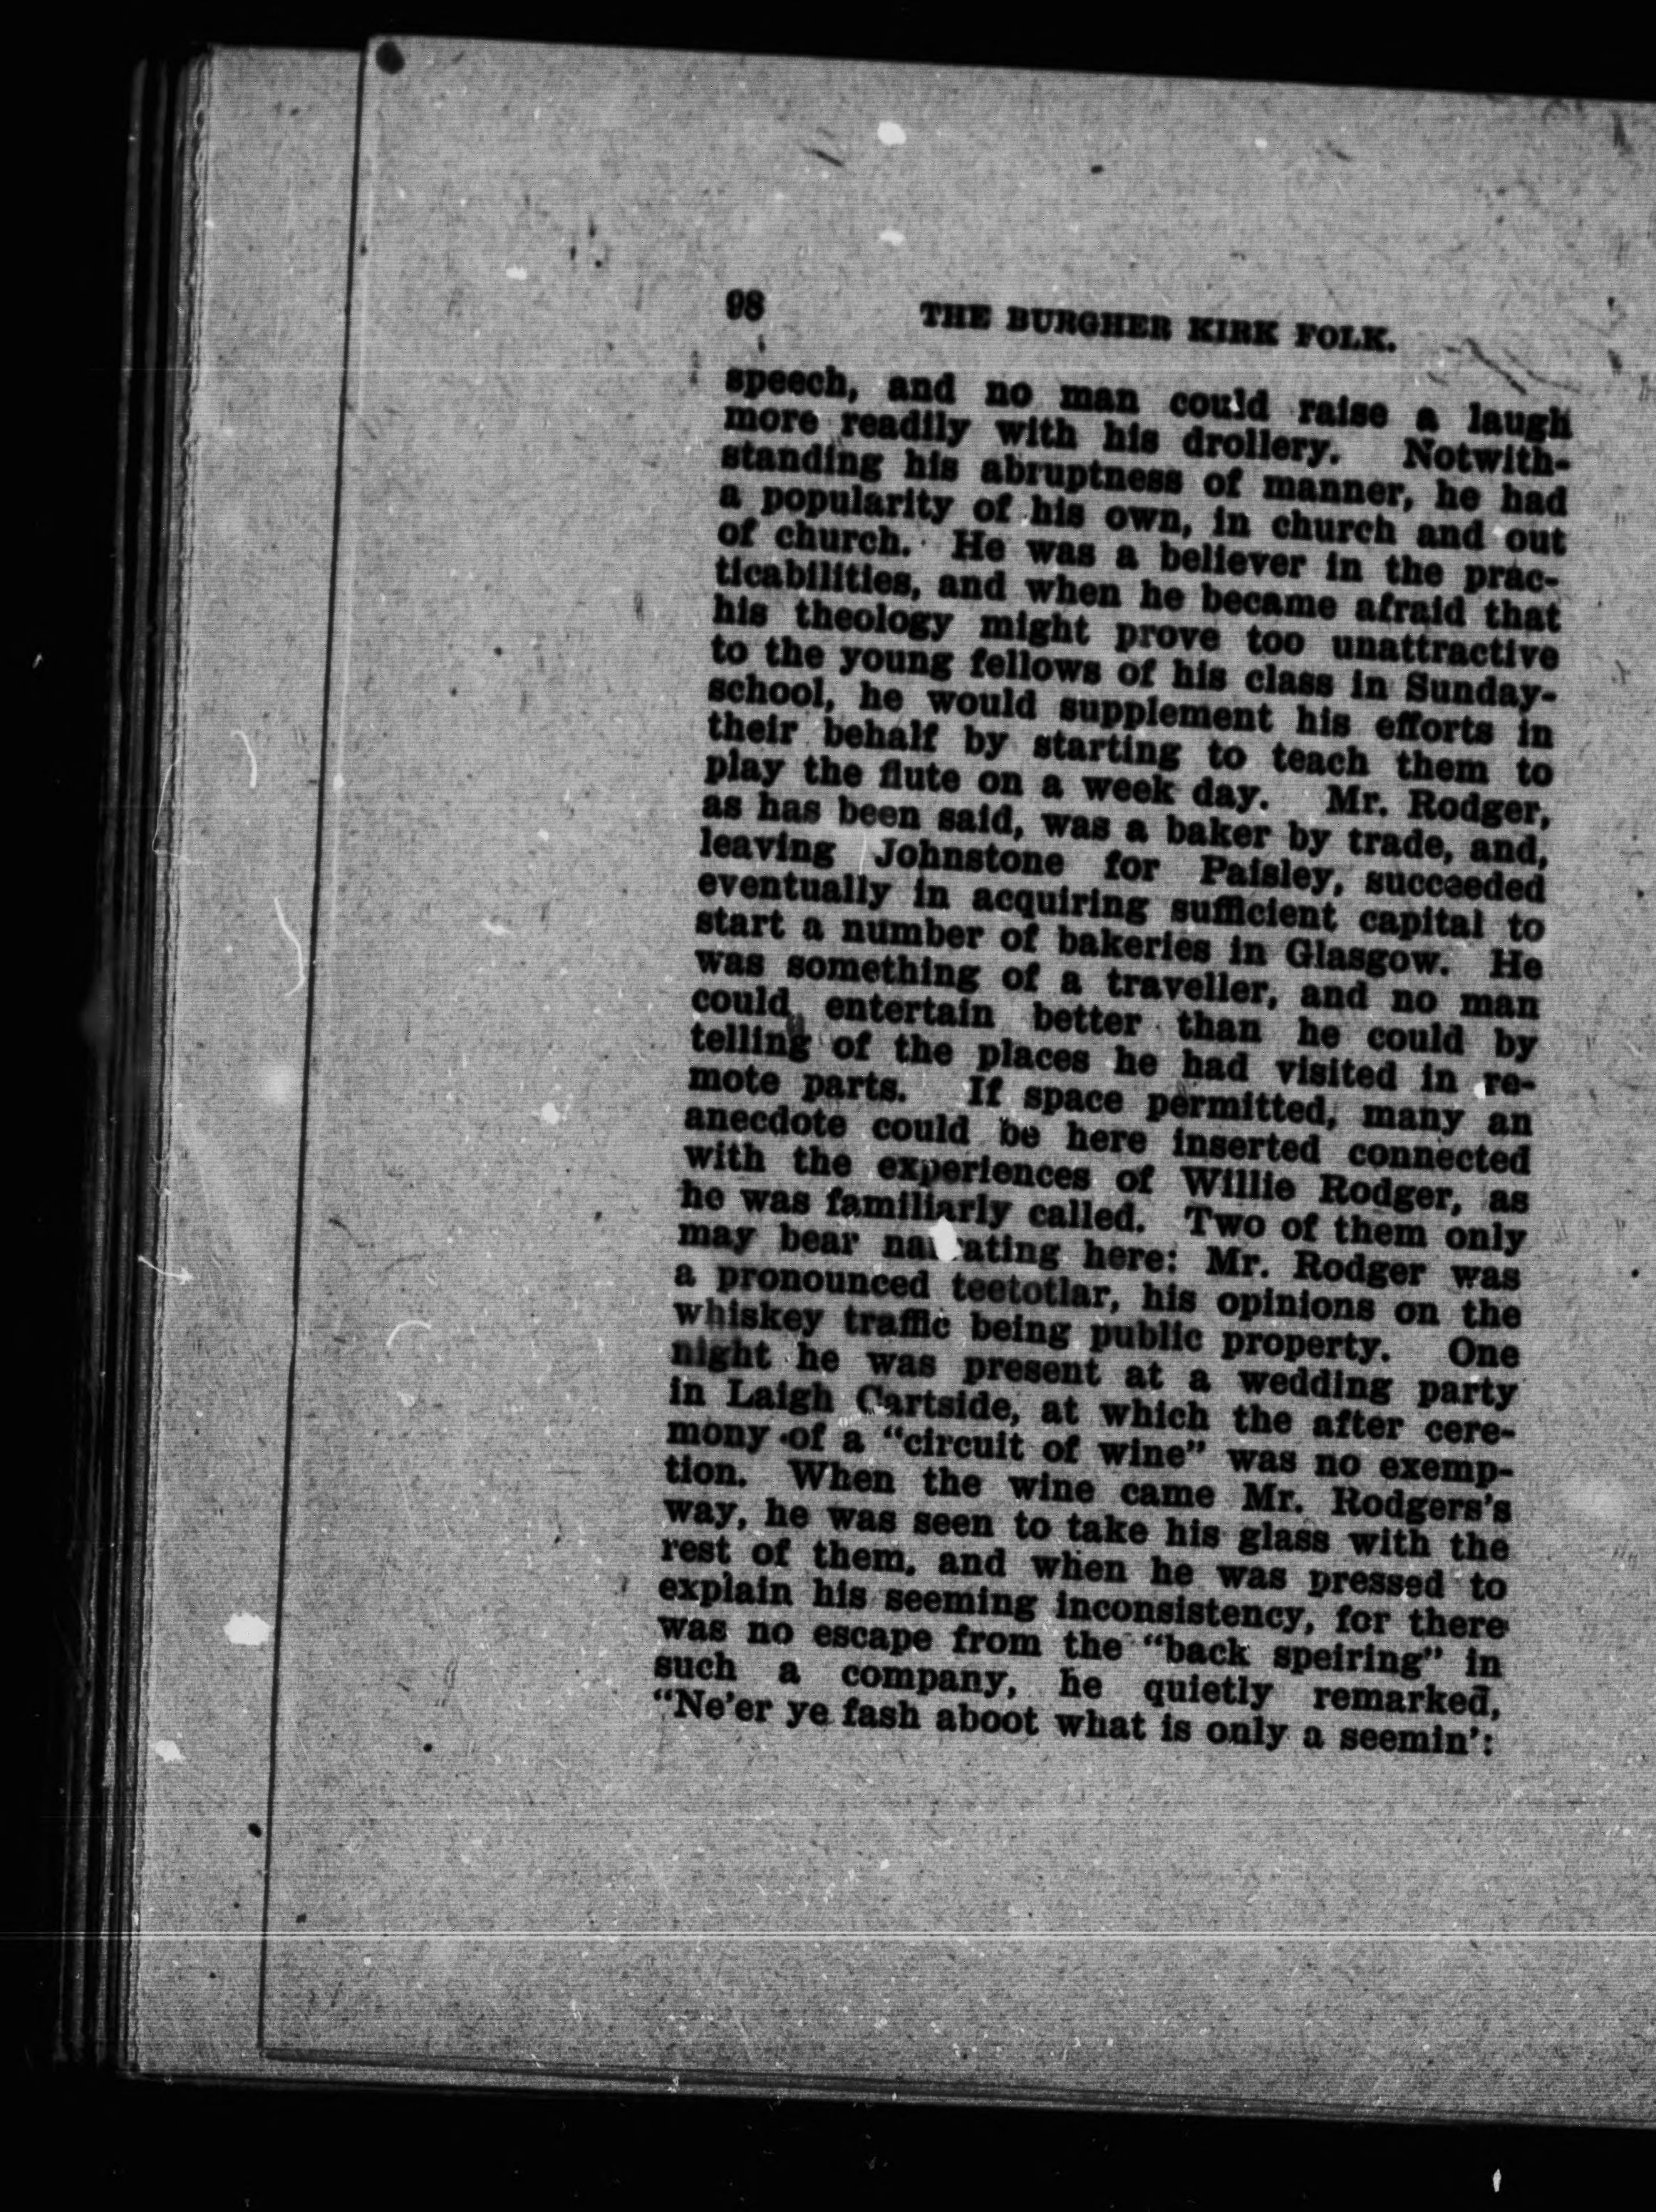 98 THE BURGHER KIRK FOLK.
speech, and no man could raise a laugh
more readily with his drollery. Notwith-
standing his abruptness of manner, he had
a popularity of his own, in church and out
of church. He was a believer in the prac-
ticabilities, and when he became afraid that
his theology might prove too unattractive
to the young fellows of his class in Sunday-
school, he would supplement his efforts in
their behalf by starting to teach them to
play the flute on a week day. Mr. Rodger,
as has been said, was a baker by trade, and,
leaving Johnstone for Paisley, succeeded
eventually in acquiring sufficient capital to
start a number of bakeries in Glasgow. He
was something of a traveller, and no man
could entertain better than he could by
telling of the places he had visited in re-
mote parts. If space permitted, many an
anecdote could be here inserted connected
with the experiences of Willie Rodger, as
he was familiarly called. Two of them only
may bear narrating here: Mr. Rodger was
a pronounced teetotlar, his opinions on the
whiskey traffic being public property. One
night he was present at a wedding party
in Laigh Cartside, at which the after cere-
mony of a "circuit of wine" was no exemp-
tion. When the wine came Mr. Rodgers's
way, he was seen to take his glass with the
rest of them, and when he was pressed to
explain his seeming inconsistency, for there
was no escape from the "back speiring" in
such a company, he quietly remarked,
"Ne'er ye fash aboot what is only a seemin':